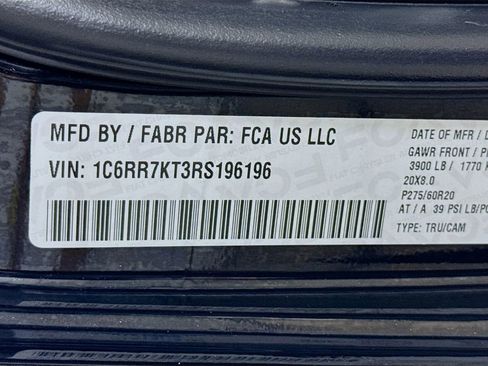 MFD BY / FABR PAR: FCA US LLC
VIN: 1C6RR7KT3RS196196
DATE OF MFR / D
GAWR FRONT / P
3900 LB / 1770 K
20X8.0
P275/60R20
AT / A 39 PSI LB/PO
TYPE: TRU/CAM